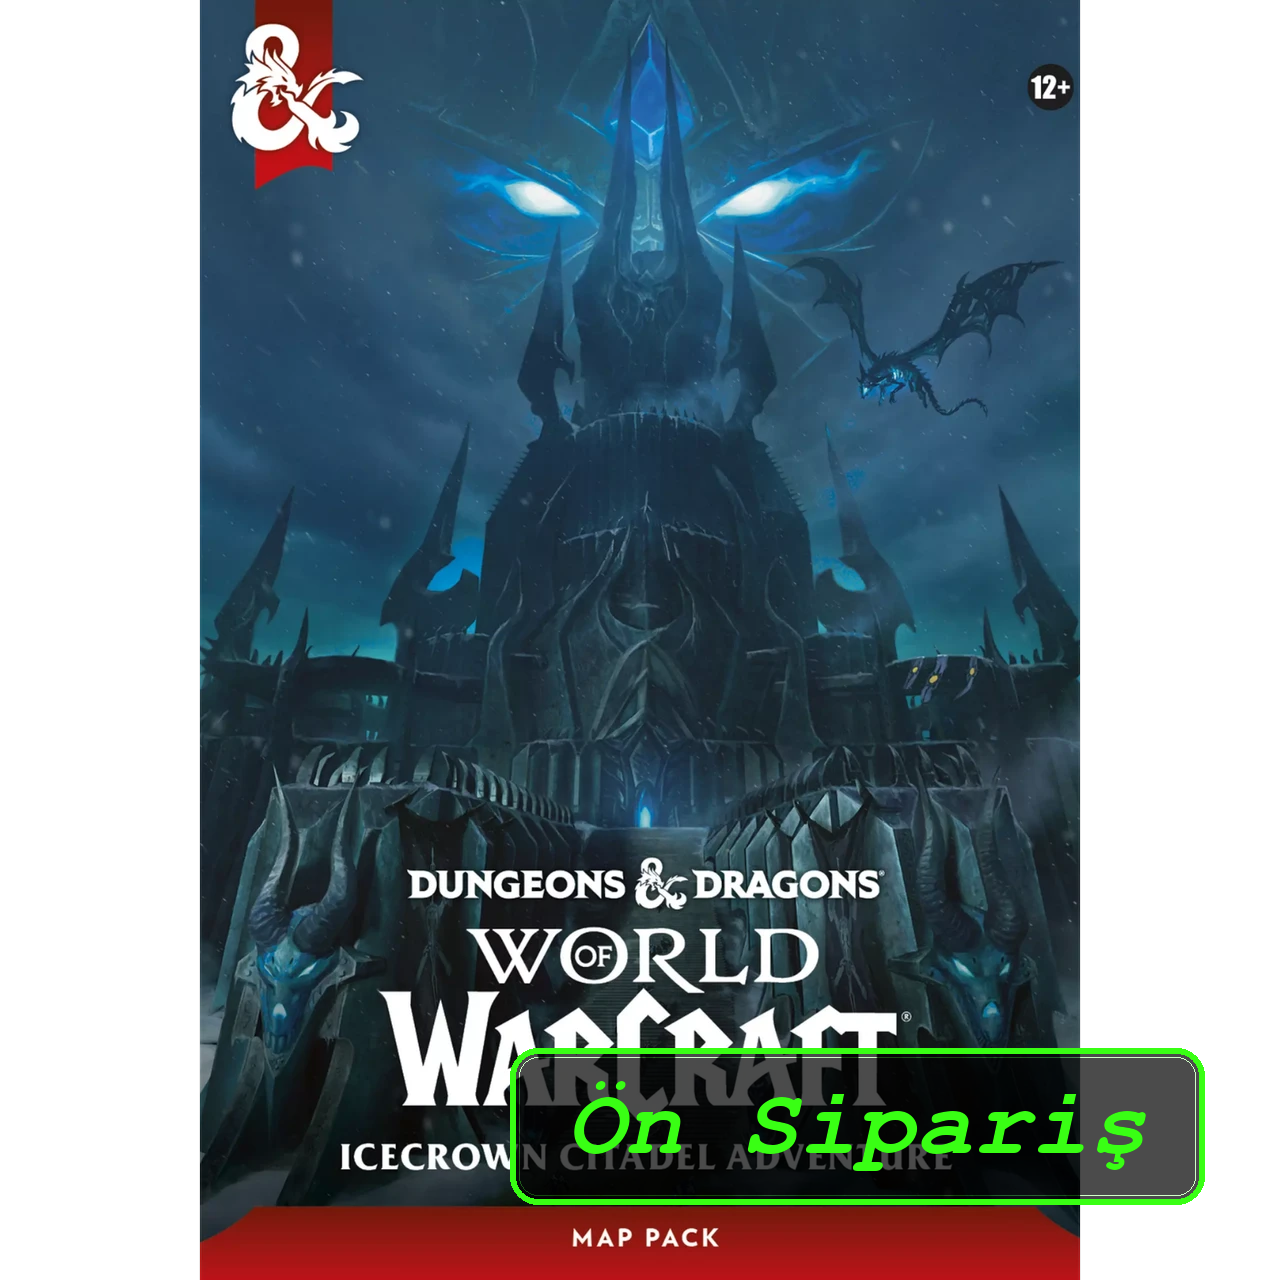 12+
DUNGEONS & DRAGONS®
WORLD OF
WARCRAFT®
Ön Sipariş
ICECROWN CITADEL ADVENTURE
MAP PACK